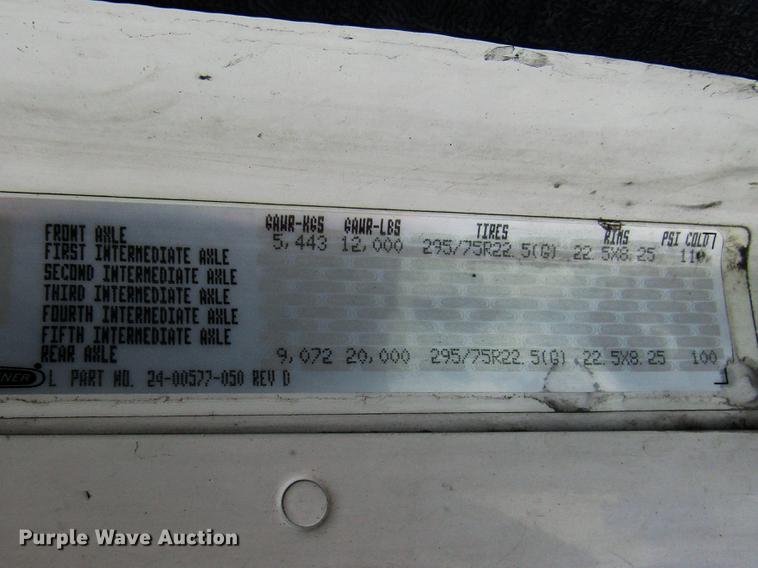 GAWR-KGS GAWR-LBS TIRES RIMS PSI COLD
FRONT AXLE 5,443 12,000 295/75R22.5(G) 22.5X8.25 110
FIRST INTERMEDIATE AXLE
SECOND INTERMEDIATE AXLE
THIRD INTERMEDIATE AXLE
FOURTH INTERMEDIATE AXLE
FIFTH INTERMEDIATE AXLE
REAR AXLE 9,072 20,000 295/75R22.5(G) 22.5X8.25 100
L PART NO. 24-00577-050 REV D
Purple Wave Auction